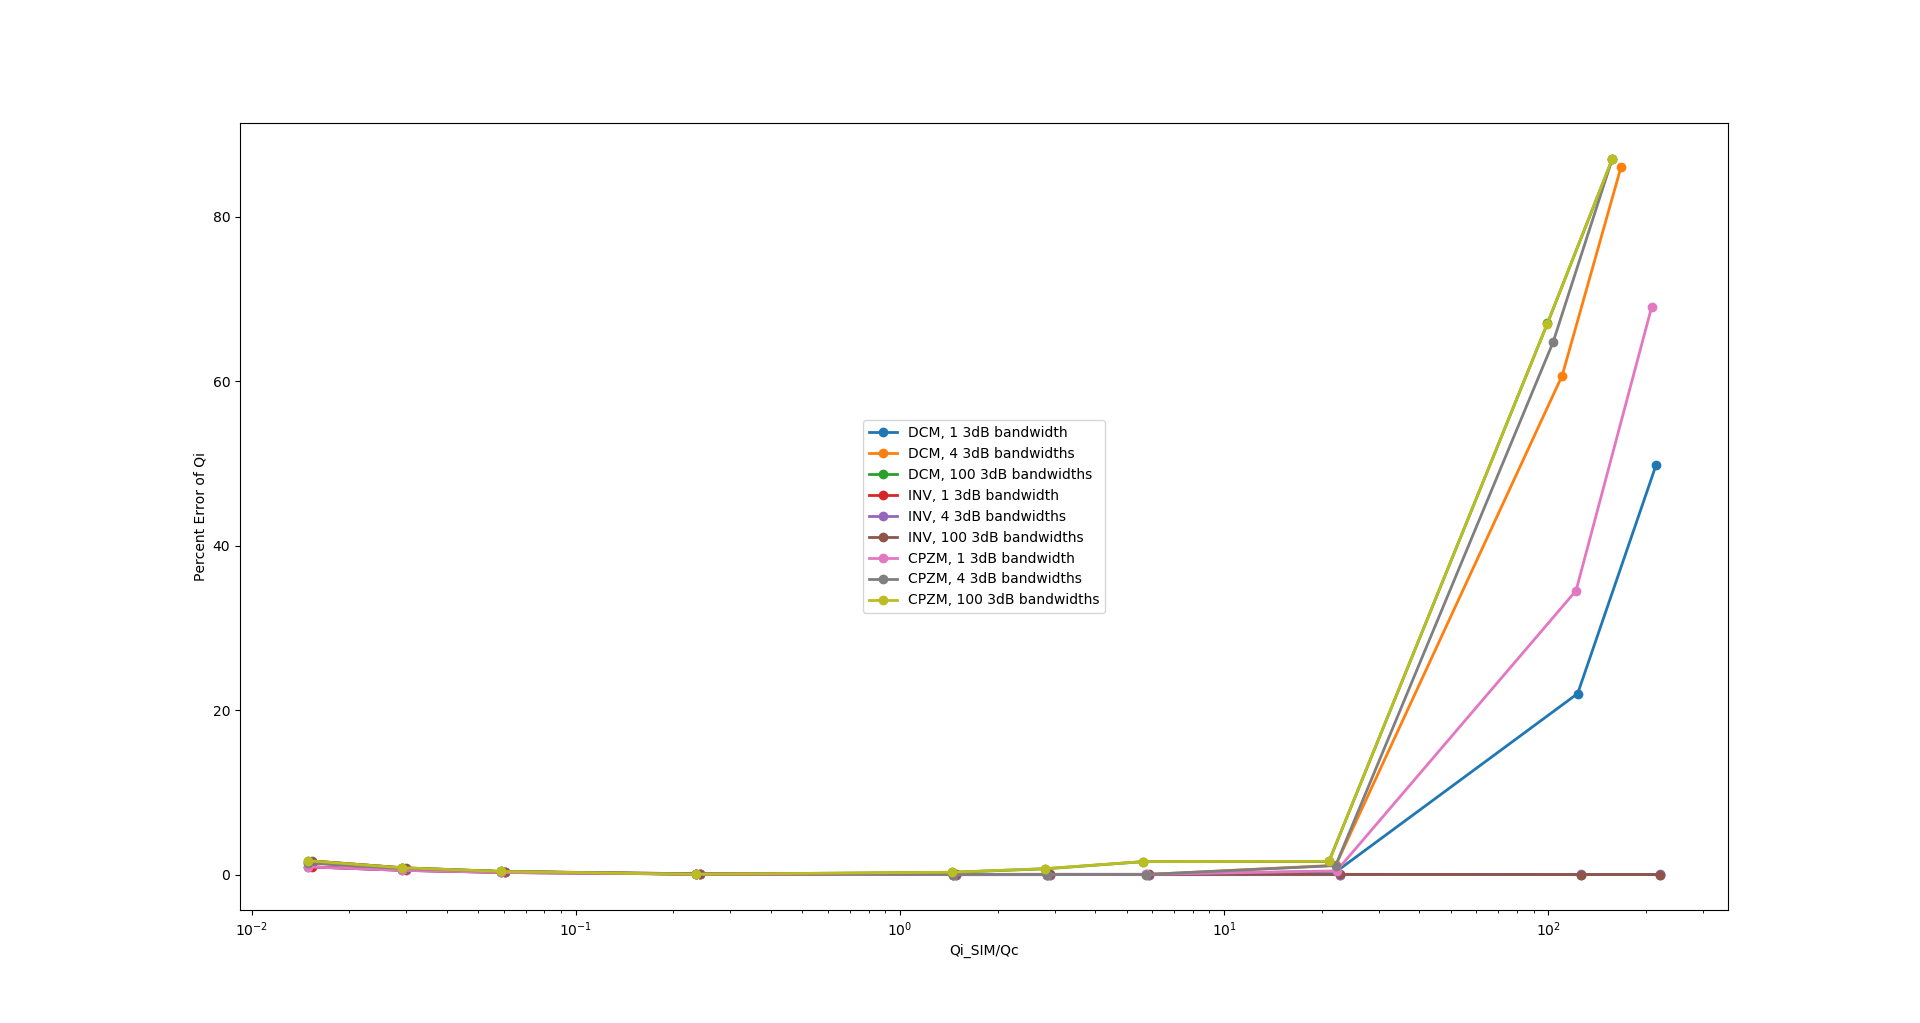 80
60
40
20
0
Percent Error of Qi
DCM, 1 3dB bandwidth
DCM, 4 3dB bandwidths
DCM, 100 3dB bandwidths
INV, 1 3dB bandwidth
INV, 4 3dB bandwidths
INV, 100 3dB bandwidths
CPZM, 1 3dB bandwidth
CPZM, 4 3dB bandwidths
CPZM, 100 3dB bandwidths
10⁻² 10⁻¹ 10⁰ 10¹ 10²
Qi_SIM/Qc